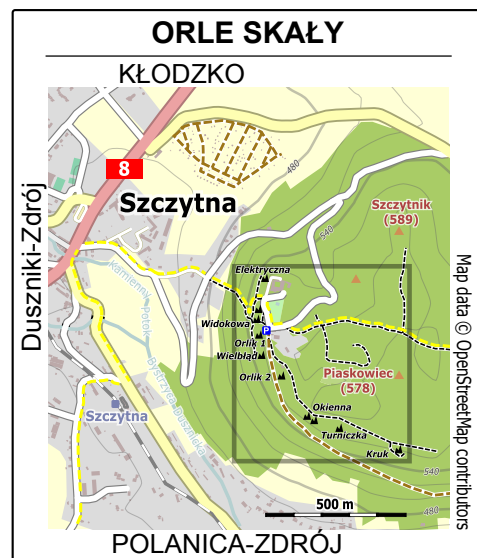 ORLE SKAŁY
KŁODZKO
480
8
Szczytna
Szczytnik
(589)
540
Duszniki-Zdrój
Kamienny Potok
Elektryczna
Widokowa
P
Orlik 1
Wielbłąd
Bystrzyca Dusznicka
Orlik 2
Piaskowiec
(578)
Szczytna
Okienna
Turniczka
Kruk
540
500 m
480
POLANICA-ZDRÓJ
Map data © OpenStreetMap contributors